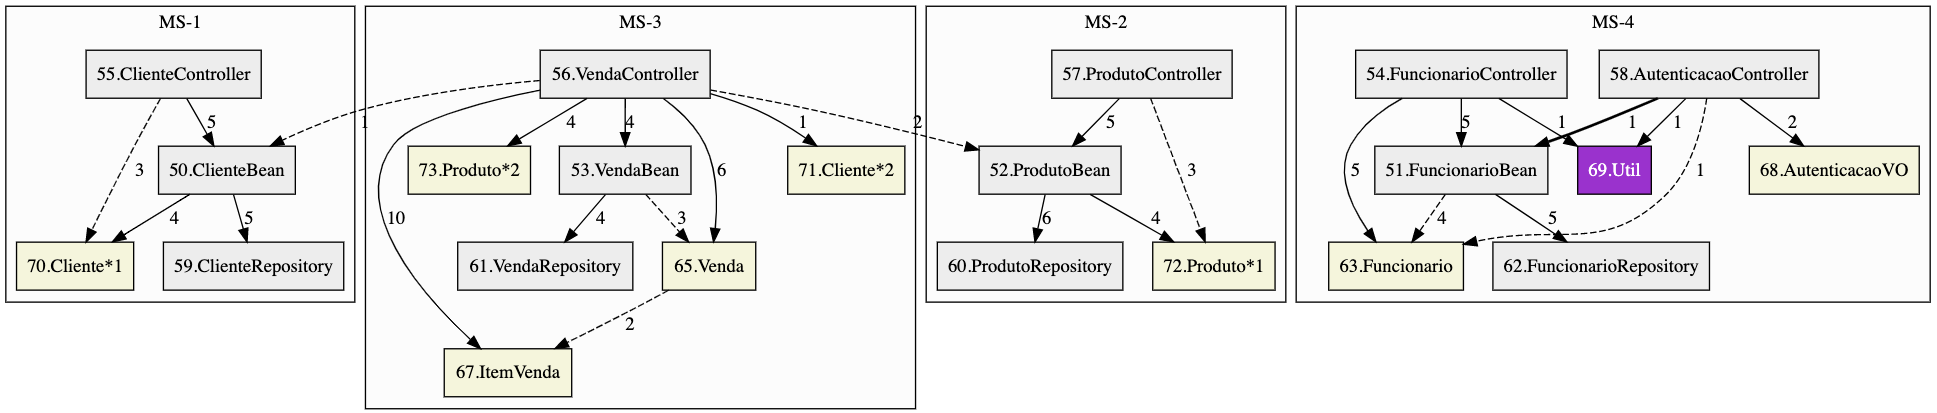 MS-1
MS-3
MS-2
MS-4
55.ClienteController
56.VendaController
57.ProdutoController
54.FuncionarioController
58.AutenticacaoController
5
1
4
4
1
2
5
5
1
1
1
2
3
6
3
5
1
50.ClienteBean
73.Produto*2
53.VendaBean
71.Cliente*2
52.ProdutoBean
51.FuncionarioBean
69.Util
68.AutenticacaoVO
4
5
10
4
3
6
4
4
5
70.Cliente*1
59.ClienteRepository
61.VendaRepository
65.Venda
60.ProdutoRepository
72.Produto*1
63.Funcionario
62.FuncionarioRepository
2
67.ItemVenda